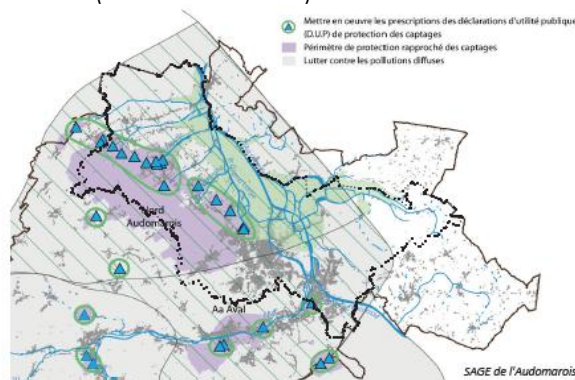 Mettre en oeuvre les prescriptions des déclarations d'utilité publique
(D.U.P) de protection des captages
Périmètre de protection rapproché des captages
Lutter contre les pollutions diffuses
Nord
Audomarois
Aa Aval
SAGE de l'Audomarois